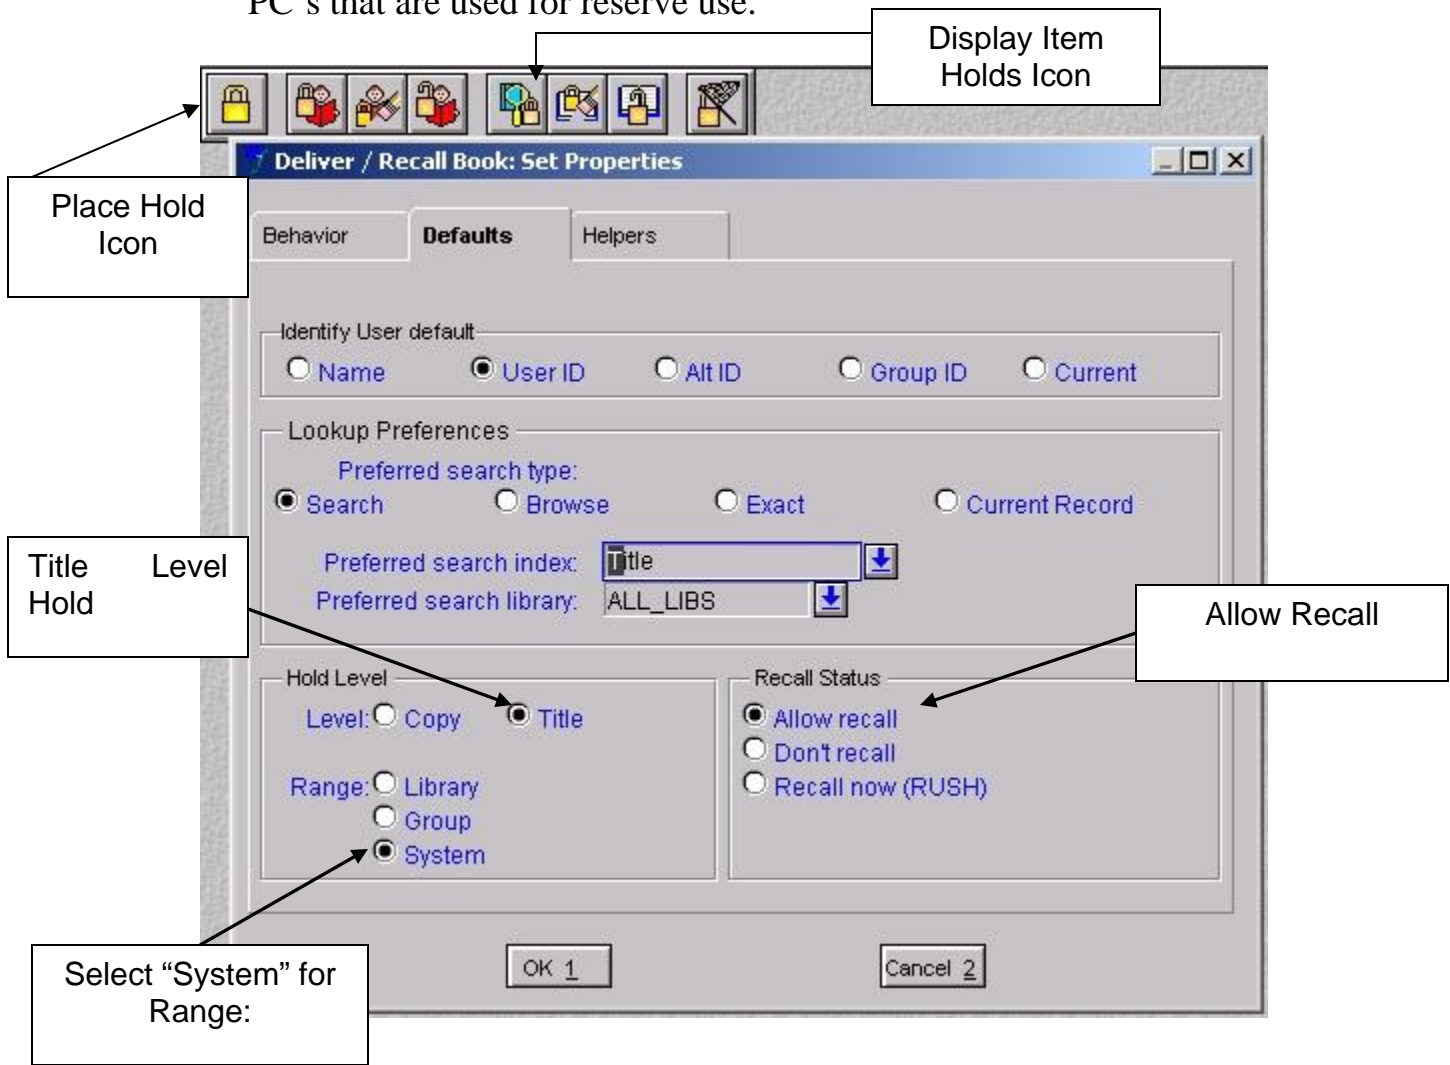 PC's that are used for reserve use.
Display Item
Holds Icon
Place Hold
Icon
Deliver / Recall Book: Set Properties
Behavior Defaults Helpers
Identify User default
Name User ID Alt ID Group ID Current
Lookup Preferences
Preferred search type:
Search Browse Exact Current Record
Preferred search index: Title
Preferred search library: ALL_LIBS
Title Level
Hold
Allow Recall
Hold Level
Level: Copy Title
Range: Library
Group
System
Recall Status
Allow recall
Don't recall
Recall now (RUSH)
Select “System” for
Range:
OK 1 Cancel 2